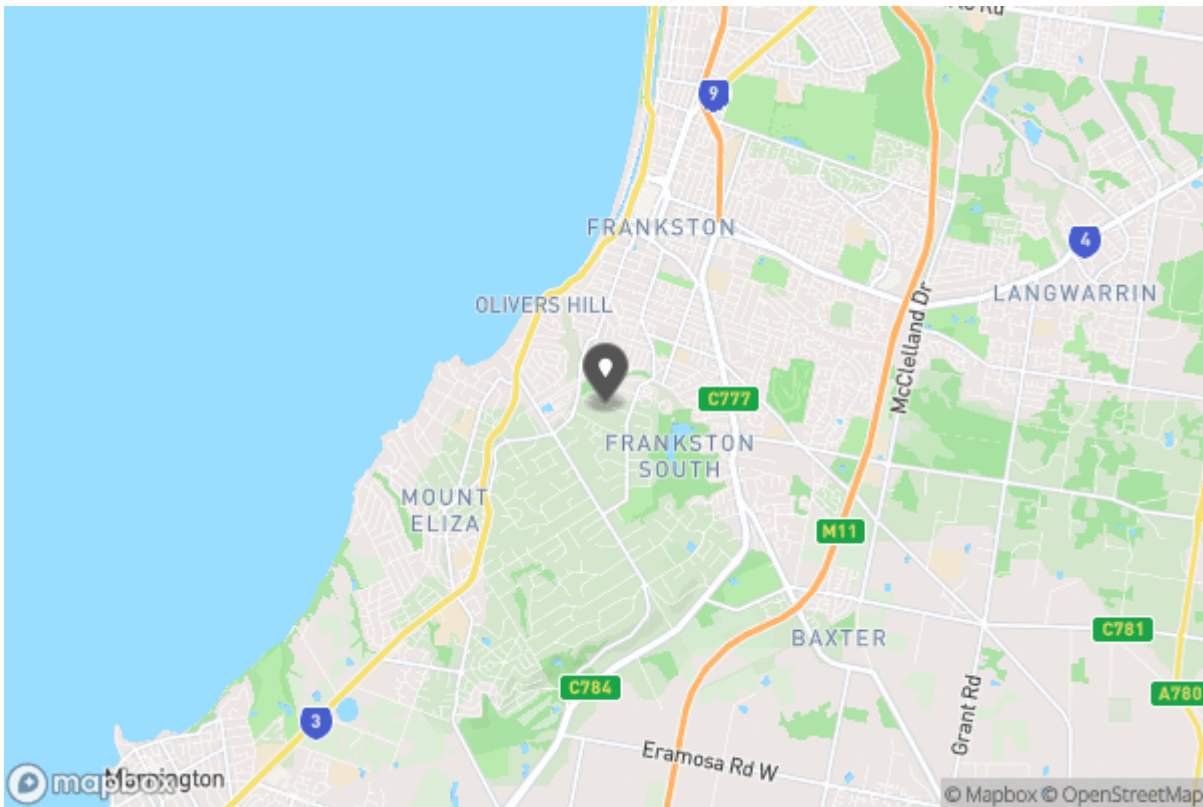 9
FRANKSTON
4
OLIVERS HILL
LANGWARRIN
McClelland Dr
C777
FRANKSTON
SOUTH
MOUNT
ELIZA
M11
C781
BAXTER
C784
A780
Grant Rd
3
Eramosa Rd W
mapbox
Mornington
© Mapbox © OpenStreetMap